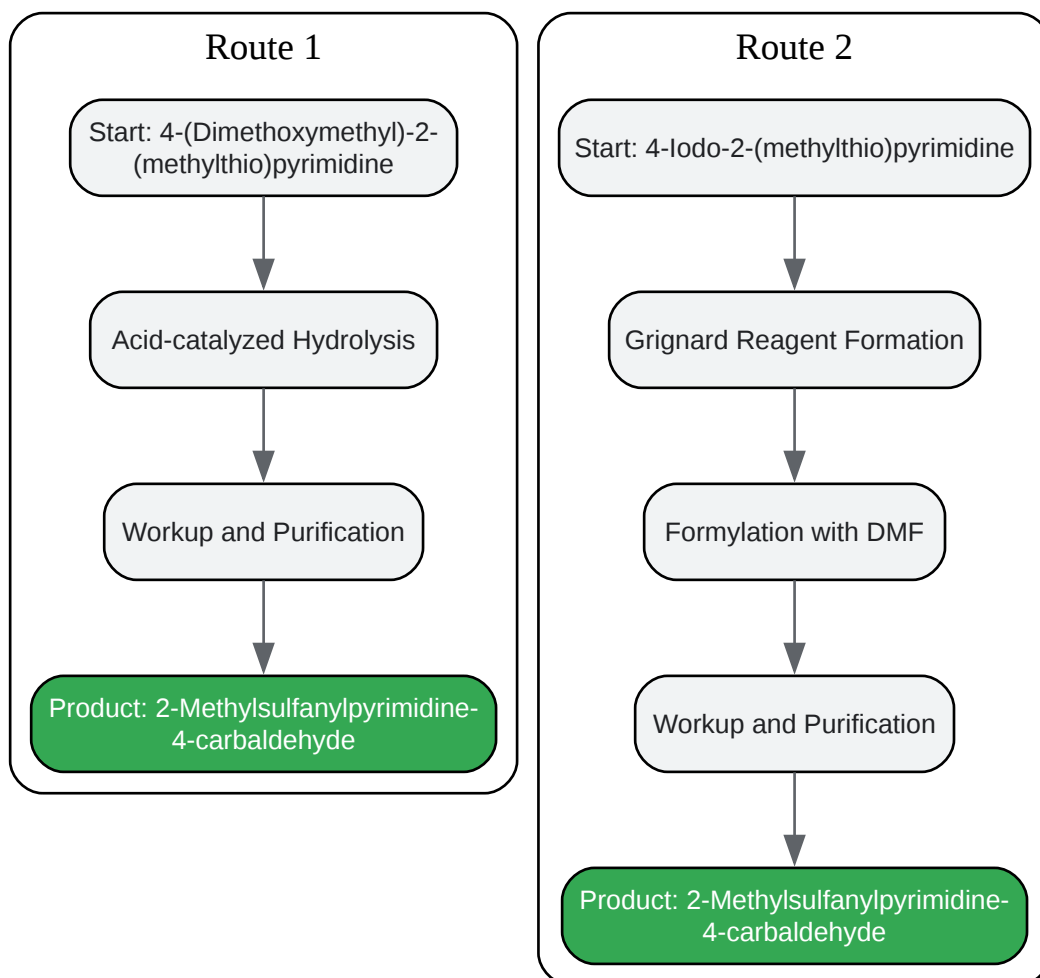 Route 1
Start: 4-(Dimethoxymethyl)-2-
(methylthio)pyrimidine
Acid-catalyzed Hydrolysis
Workup and Purification
Product: 2-Methylsulfanylpyrimidine-
4-carbaldehyde
Route 2
Start: 4-Iodo-2-(methylthio)pyrimidine
Grignard Reagent Formation
Formylation with DMF
Workup and Purification
Product: 2-Methylsulfanylpyrimidine-
4-carbaldehyde